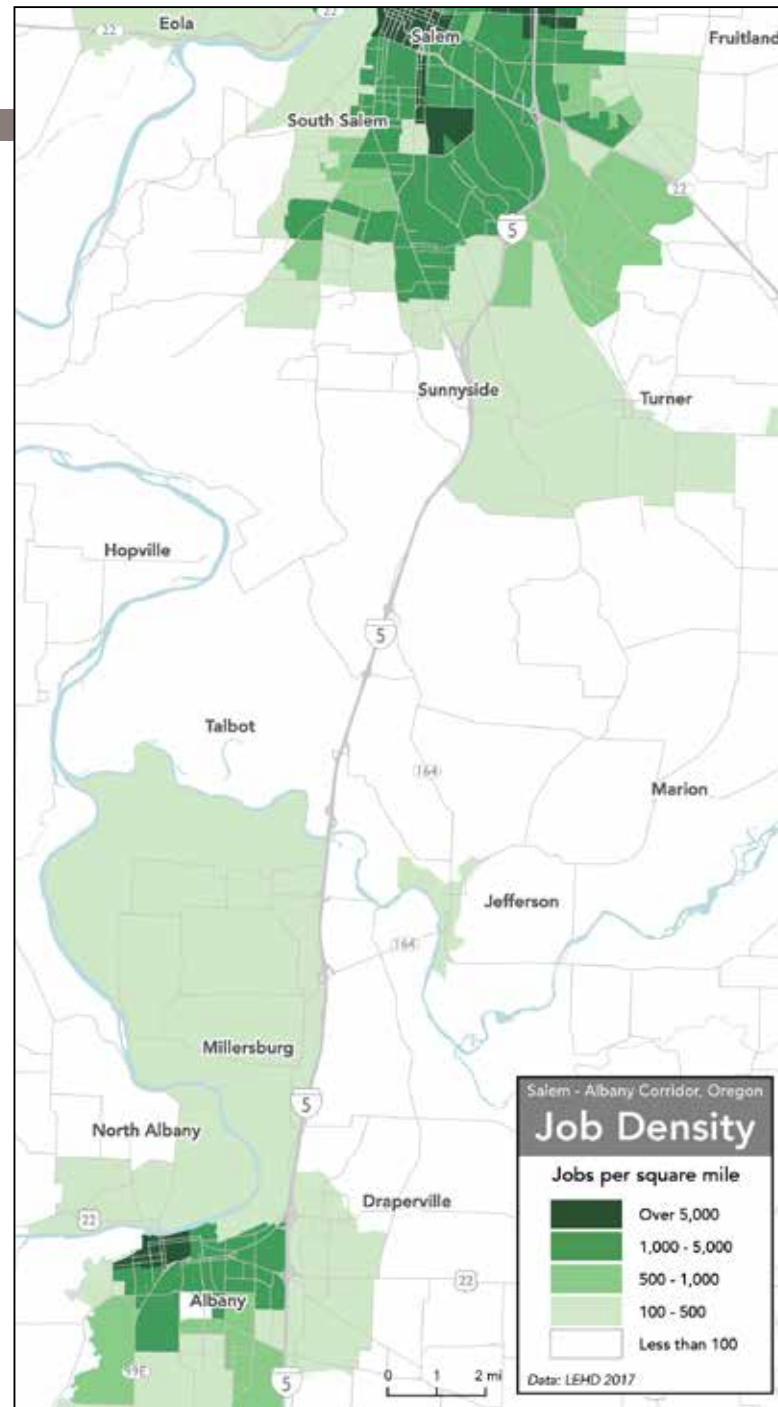 22
Eola
22
Salem
Fruitland
South Salem
22
5
Sunnyside
Turner
Hopville
5
Talbot
164
Marion
Jefferson
164
Millersburg
5
North Albany
Draperville
22
22
Albany
99E
5
0 1 2 mi
Salem - Albany Corridor, Oregon
Job Density
Jobs per square mile
Over 5,000
1,000 - 5,000
500 - 1,000
100 - 500
Less than 100
Data: LEHD 2017